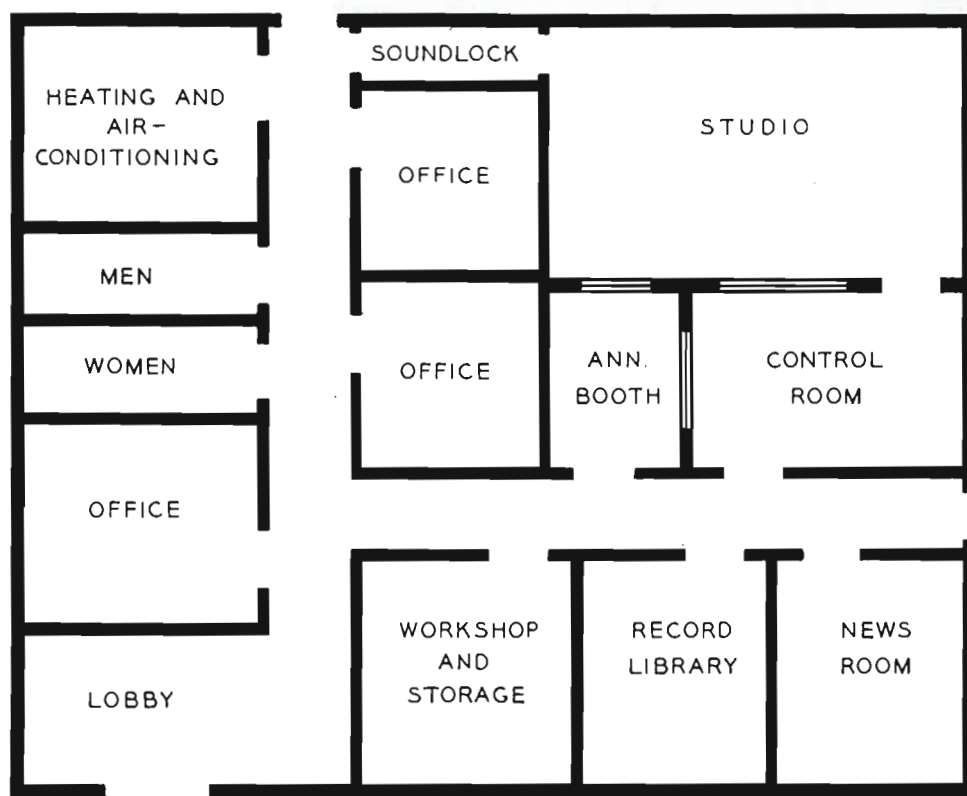 SOUNDLOCK
HEATING AND
AIR-
CONDITIONING
STUDIO
OFFICE
MEN
WOMEN
OFFICE
ANN.
BOOTH
CONTROL
ROOM
OFFICE
LOBBY
WORKSHOP
AND
STORAGE
RECORD
LIBRARY
NEWS
ROOM